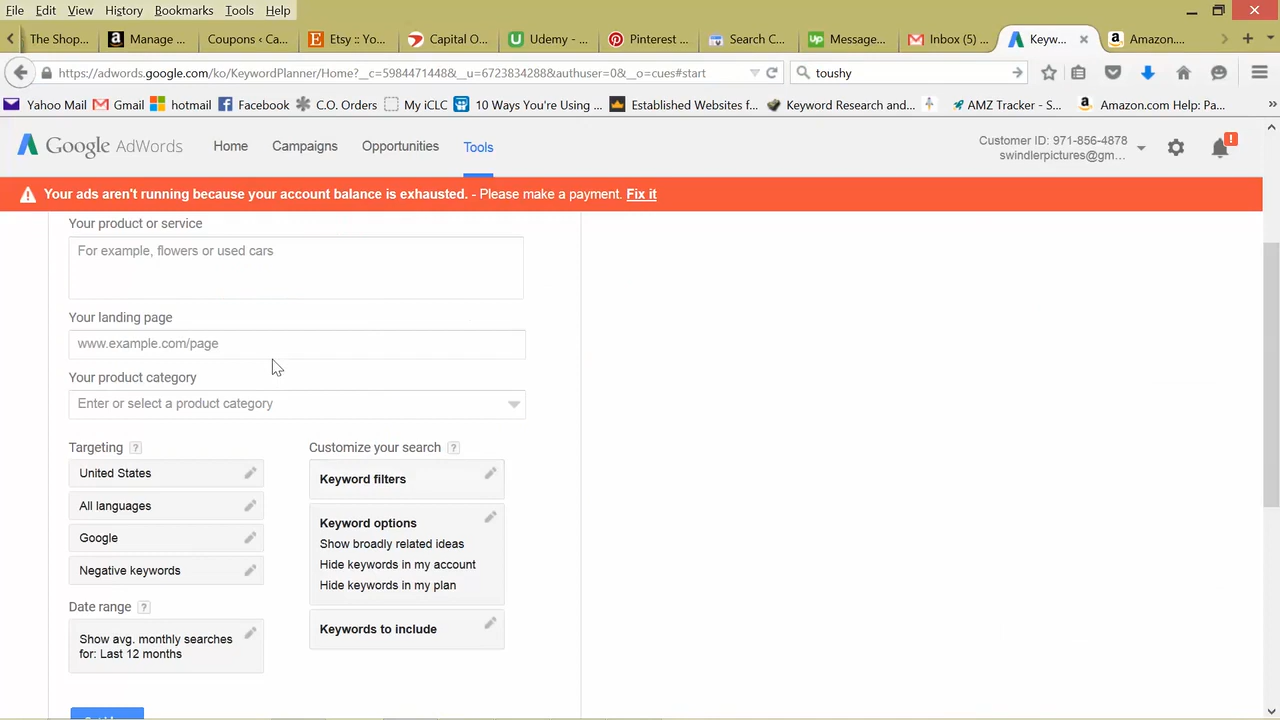 File Edit View History Bookmarks Tools Help
The Shop... Manage ... Coupons ‹ Ca... Etsy :: Yo... Capital O... Udemy - ... Pinterest ... Search C... Message... Inbox (5) ... Keyw... Amazon....
https://adwords.google.com/ko/KeywordPlanner/Home?__c=5984471448&__u=6723834288&authuser=0&__o=cues#start toushy
Yahoo Mail Gmail hotmail Facebook C.O. Orders My iCLC 10 Ways You're Using ... Established Websites f... Keyword Research and... AMZ Tracker - S... Amazon.com Help: Pa...
Google AdWords Home Campaigns Opportunities Tools
Customer ID: 971-856-4878
swindlerpictures@gm...
Your ads aren't running because your account balance is exhausted. - Please make a payment. Fix it
Your product or service
For example, flowers or used cars
Your landing page
www.example.com/page
Your product category
Enter or select a product category
Targeting ?
United States
All languages
Google
Negative keywords
Date range ?
Show avg. monthly searches
for: Last 12 months
Customize your search ?
Keyword filters
Keyword options
Show broadly related ideas
Hide keywords in my account
Hide keywords in my plan
Keywords to include